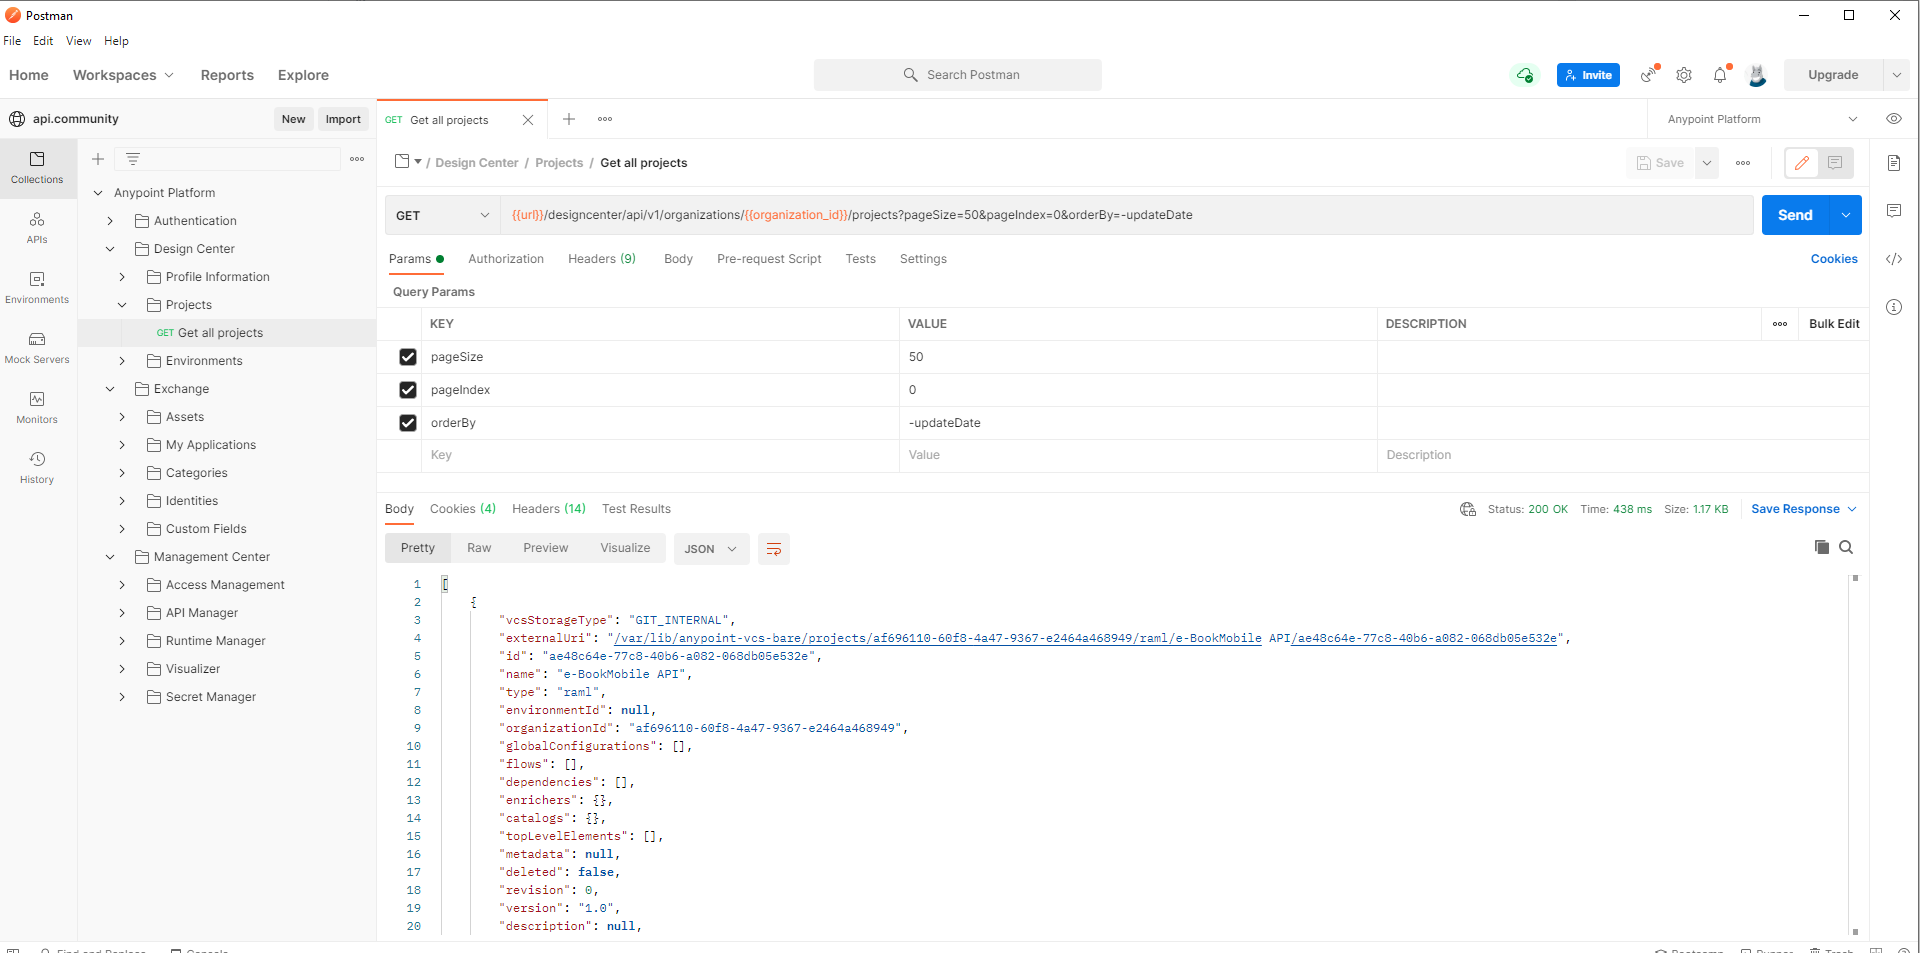 Postman
File Edit View Help
Home Workspaces Reports Explore
Search Postman
Invite
Upgrade
api.community
New Import
GET Get all projects
Anypoint Platform
Collections
APIs
Environments
Mock Servers
Monitors
History
Anypoint Platform
Authentication
Design Center
Profile Information
Projects
GET Get all projects
Environments
Exchange
Assets
My Applications
Categories
Identities
Custom Fields
Management Center
Access Management
API Manager
Runtime Manager
Visualizer
Secret Manager
/ Design Center / Projects / Get all projects
Save
GET
{{url}}/designcenter/api/v1/organizations/{{organization_id}}/projects?pageSize=50&pageIndex=0&orderBy=-updateDate
Send
Params Authorization Headers (9) Body Pre-request Script Tests Settings
Cookies
Query Params
KEY VALUE DESCRIPTION
Bulk Edit
pageSize 50
pageIndex 0
orderBy -updateDate
Key Value Description
Body Cookies (4) Headers (14) Test Results
Status: 200 OK Time: 438 ms Size: 1.17 KB
Save Response
Pretty Raw Preview Visualize
JSON
1 [
2 {
3 "vcsStorageType": "GIT_INTERNAL",
4 "externalUri": "/var/lib/anypoint-vcs-bare/projects/af696110-60f8-4a47-9367-e2464a468949/raml/e-BookMobile API/ae48c64e-77c8-40b6-a082-068db05e532e",
5 "id": "ae48c64e-77c8-40b6-a082-068db05e532e",
6 "name": "e-BookMobile API",
7 "type": "raml",
8 "environmentId": null,
9 "organizationId": "af696110-60f8-4a47-9367-e2464a468949",
10 "globalConfigurations": [],
11 "flows": [],
12 "dependencies": [],
13 "enrichers": {},
14 "catalogs": {},
15 "topLevelElements": [],
16 "metadata": null,
17 "deleted": false,
18 "revision": 0,
19 "version": "1.0",
20 "description": null,
Find and Replace Console
Bootcamp Runner Trash